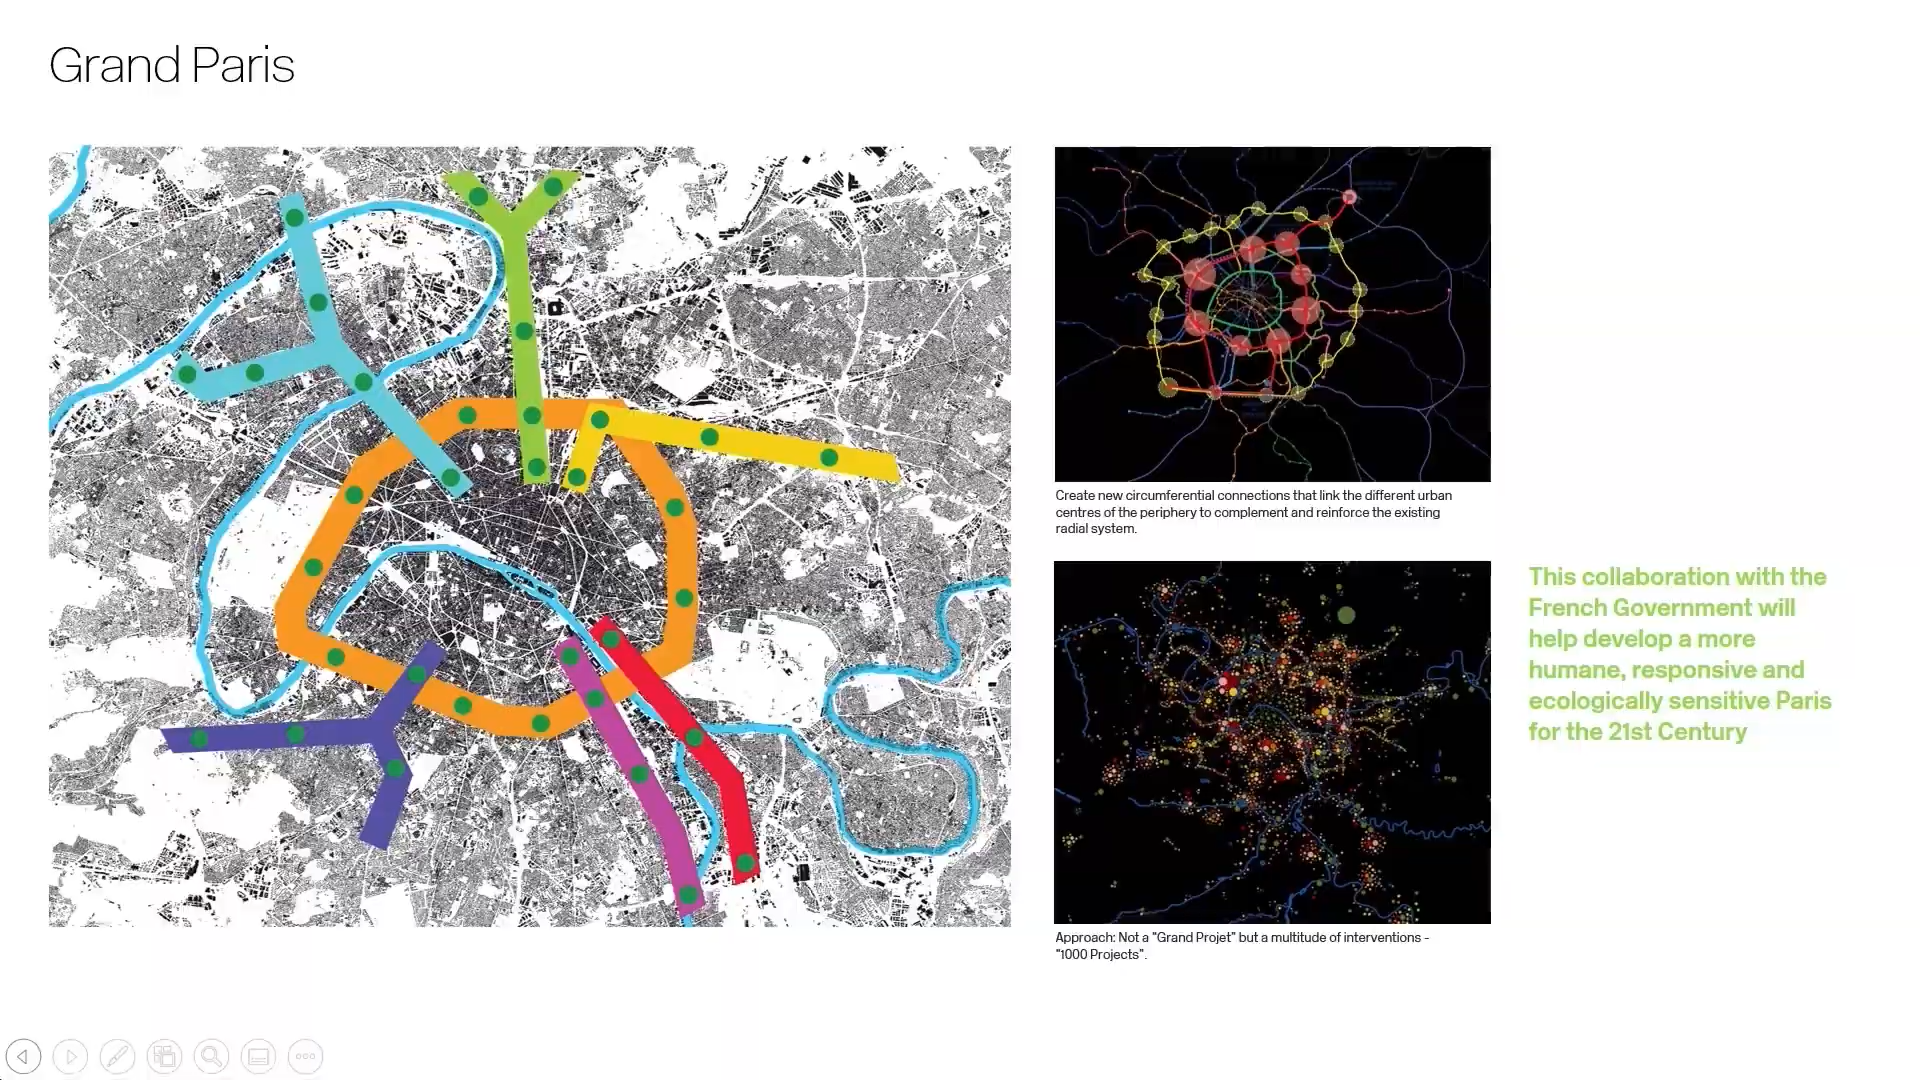 Grand Paris
Create new circumferential connections that link the different urban
centres of the periphery to complement and reinforce the existing
radial system.
This collaboration with the
French Government will
help develop a more
humane, responsive and
ecologically sensitive Paris
for the 21st Century
Approach: Not a "Grand Projet" but a multitude of interventions -
"1000 Projects".